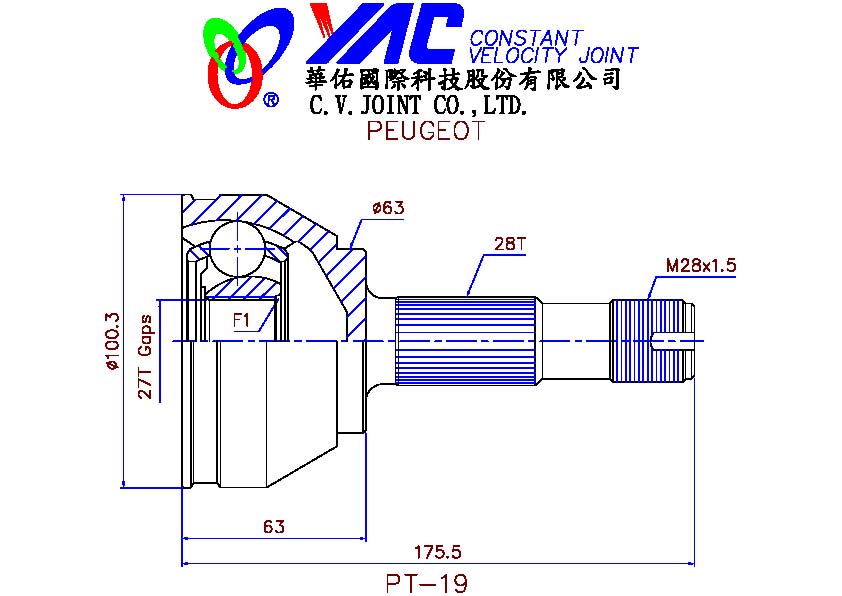 YAC CONSTANT
VELOCITY JOINT
®
華佑國際科技股份有限公司
C.V.JOINT CO.,LTD.
PEUGEOT
ø63
28T
M28x1.5
F1
ø100.3
27T Gaps
63
175.5
PT-19